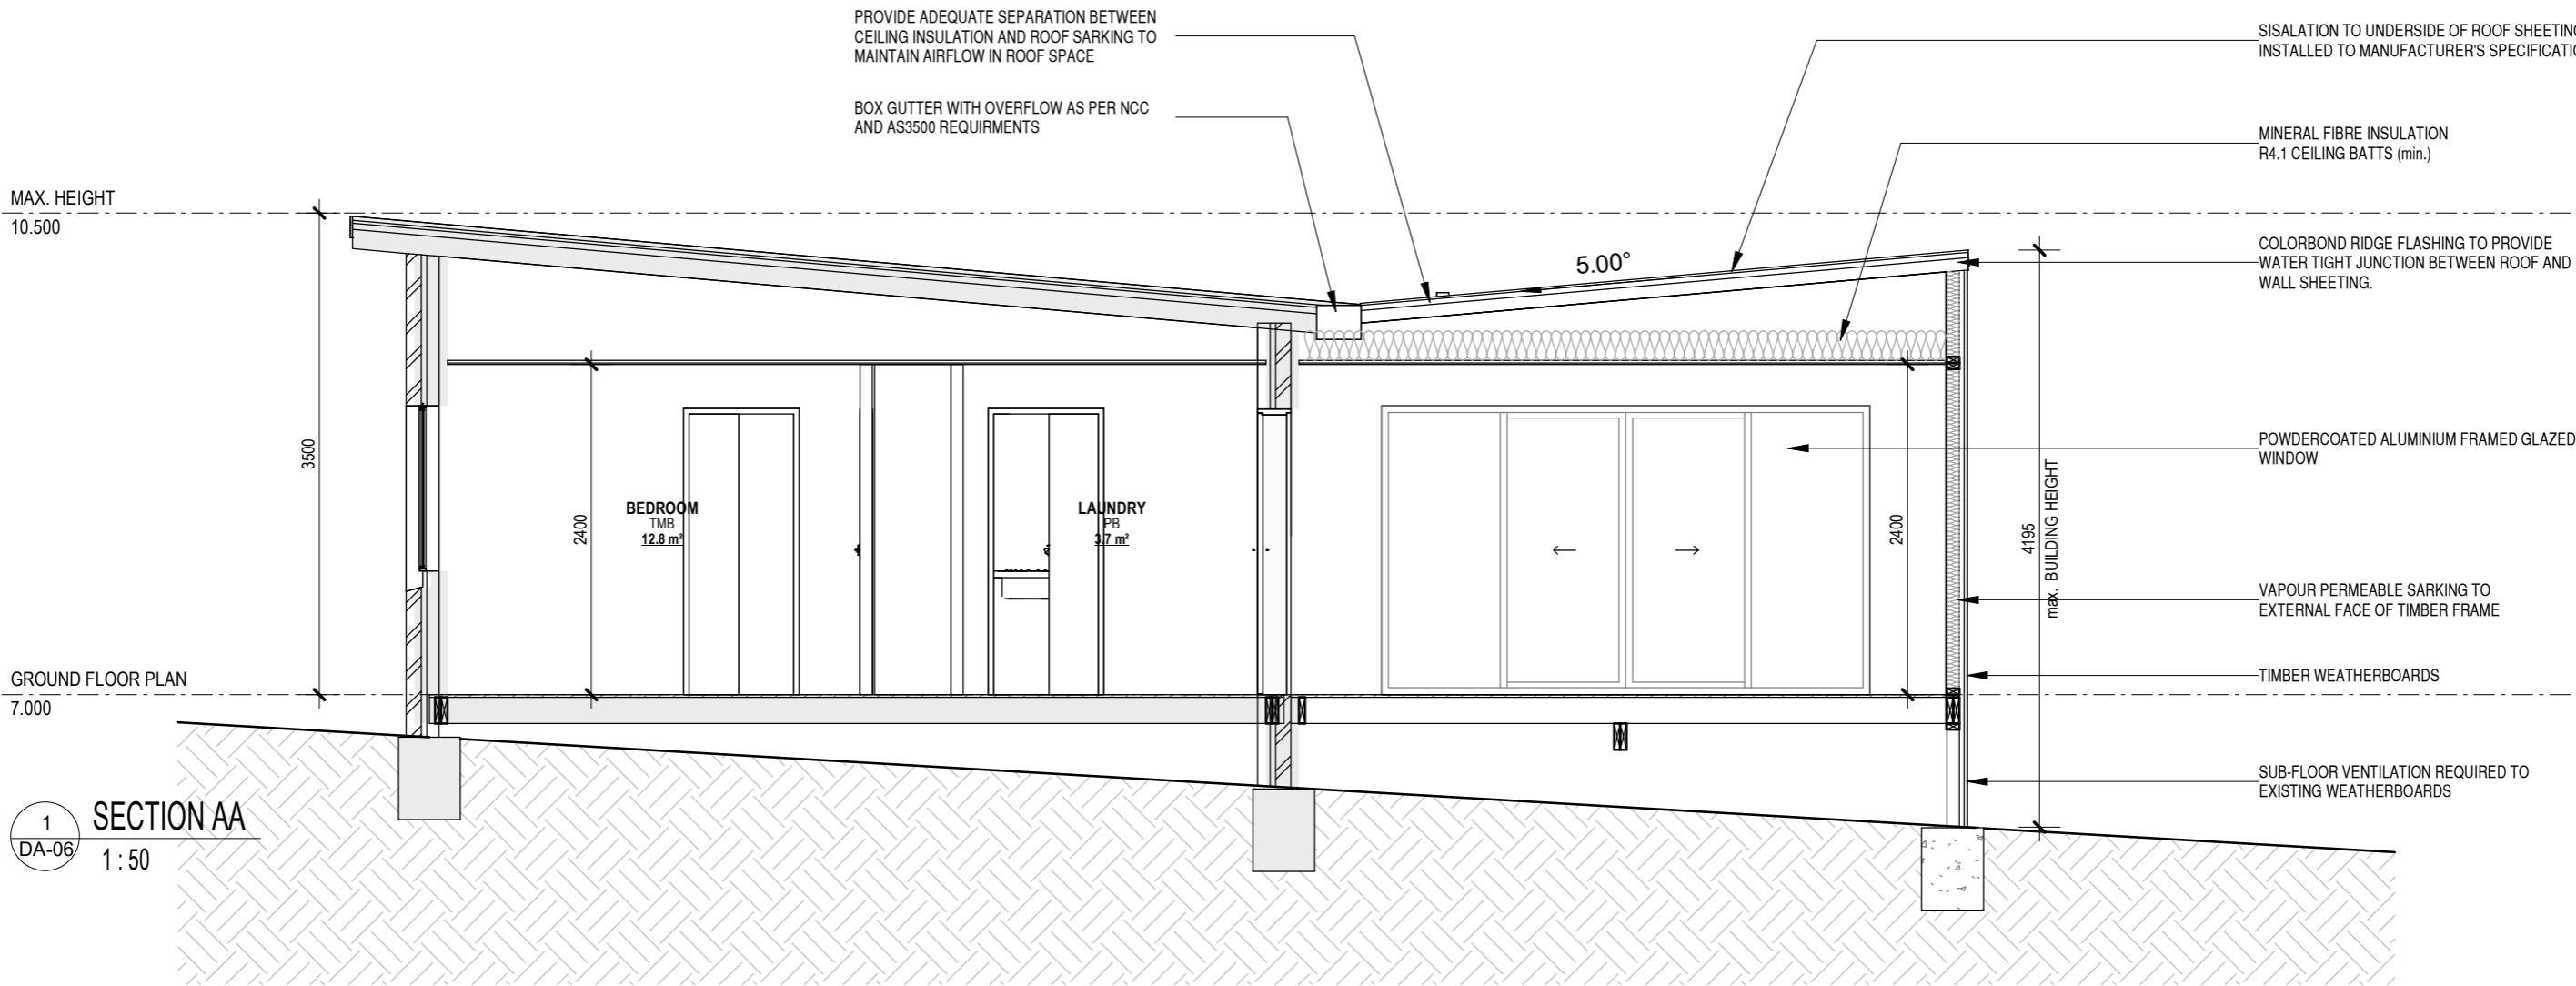 PROVIDE ADEQUATE SEPARATION BETWEEN
CEILING INSULATION AND ROOF SARKING TO
MAINTAIN AIRFLOW IN ROOF SPACE
BOX GUTTER WITH OVERFLOW AS PER NCC
AND AS3500 REQUIRMENTS
SISALATION TO UNDERSIDE OF ROOF SHEETING
INSTALLED TO MANUFACTURER'S SPECIFICATIO
MINERAL FIBRE INSULATION
R4.1 CEILING BATTS (min.)
MAX. HEIGHT
10.500
COLORBOND RIDGE FLASHING TO PROVIDE
WATER TIGHT JUNCTION BETWEEN ROOF AND
WALL SHEETING.
5.00°
3500
2400
BEDROOM
TMB
12.8 m²
LAUNDRY
PB
3.7 m²
2400
4195
max. BUILDING HEIGHT
POWDERCOATED ALUMINIUM FRAMED GLAZED
WINDOW
VAPOUR PERMEABLE SARKING TO
EXTERNAL FACE OF TIMBER FRAME
GROUND FLOOR PLAN
7.000
TIMBER WEATHERBOARDS
SUB-FLOOR VENTILATION REQUIRED TO
EXISTING WEATHERBOARDS
1
DA-06
SECTION AA
1 : 50